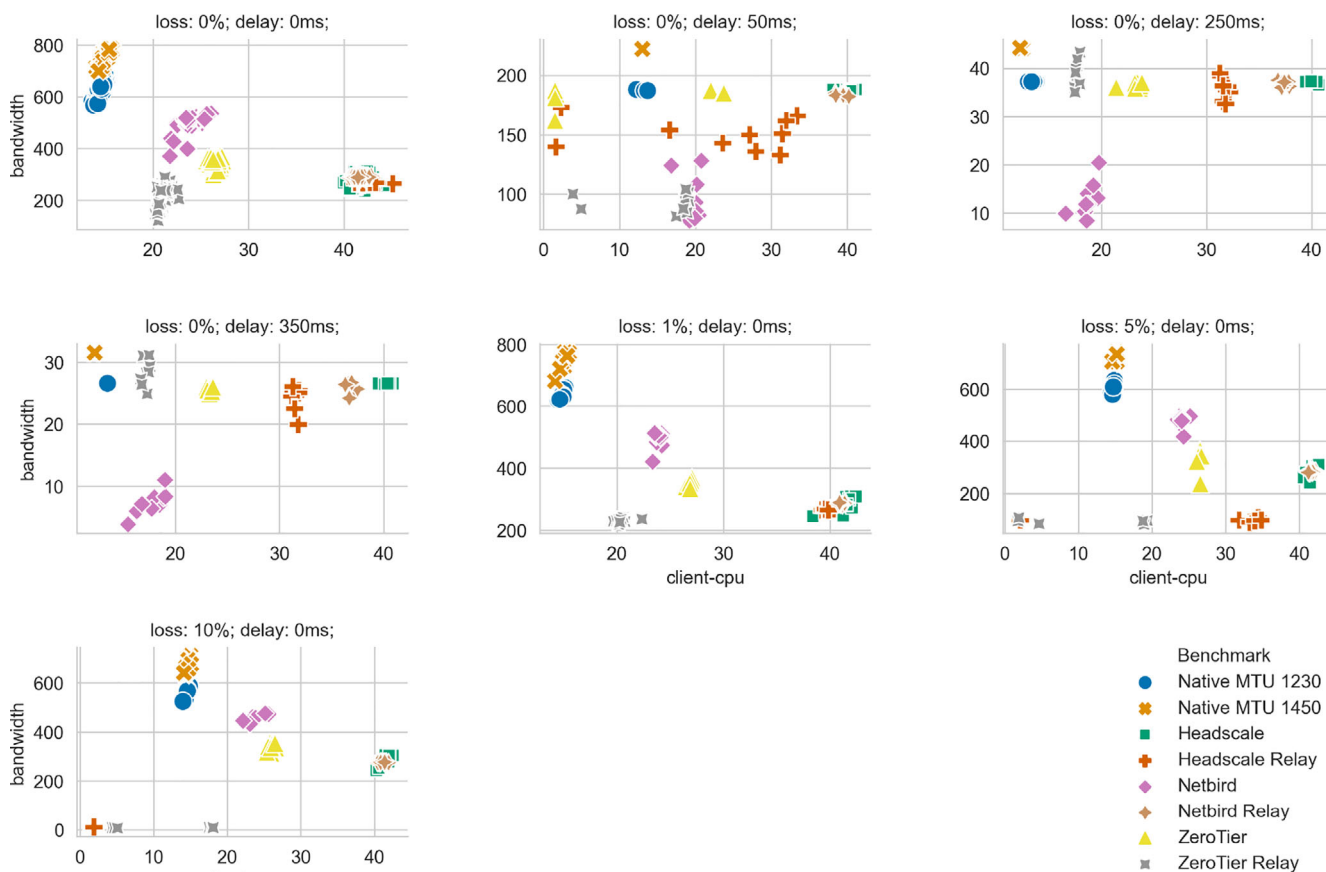 loss: 0%; delay: 0ms;
800
600
400
200
bandwidth
20
30
40
loss: 0%; delay: 50ms;
200
150
100
0
10
20
30
40
loss: 0%; delay: 250ms;
40
30
20
10
20
30
40
loss: 0%; delay: 350ms;
30
20
10
bandwidth
20
30
40
loss: 1%; delay: 0ms;
800
600
400
200
20
30
40
client-cpu
loss: 5%; delay: 0ms;
600
400
200
0
10
20
30
40
client-cpu
loss: 10%; delay: 0ms;
600
400
200
0
bandwidth
0
10
20
30
40
Benchmark
Native MTU 1230
Native MTU 1450
Headscale
Headscale Relay
Netbird
Netbird Relay
ZeroTier
ZeroTier Relay